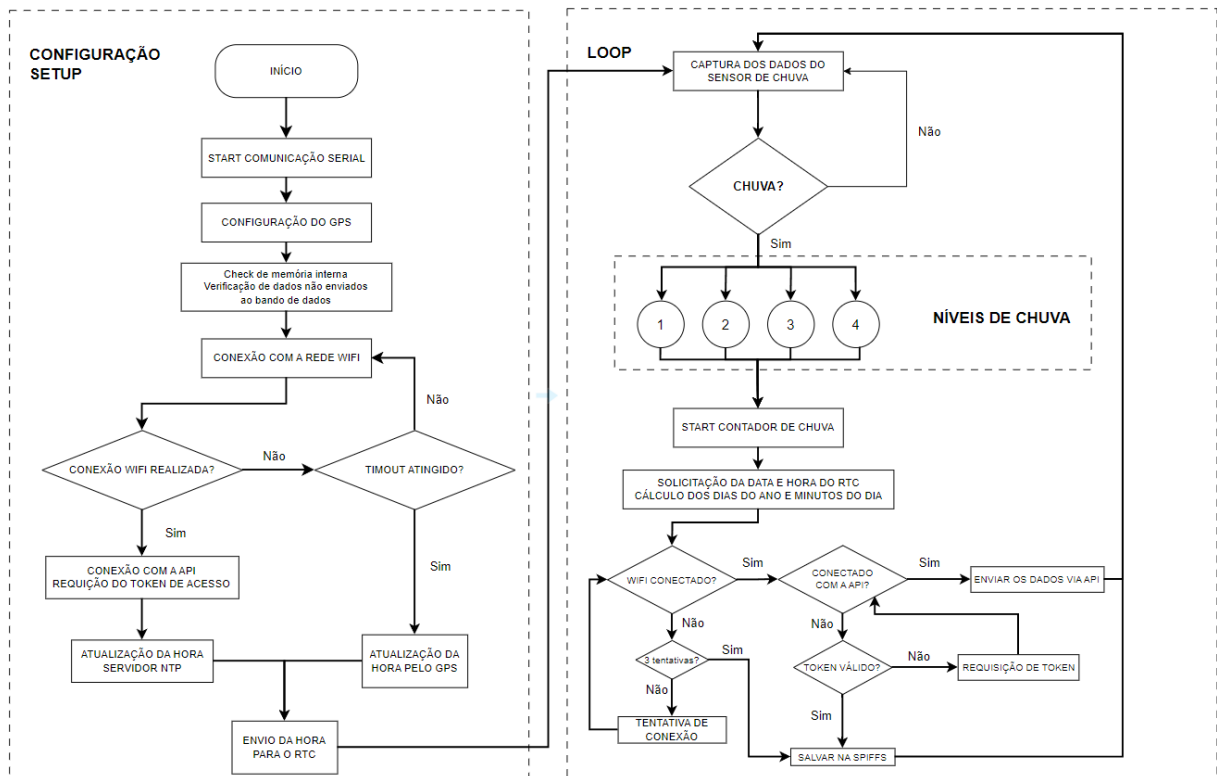 CONFIGURAÇÃO
SETUP
INÍCIO
START COMUNICAÇÃO SERIAL
CONFIGURAÇÃO DO GPS
Check de memória interna
Verificação de dados não enviados
ao bando de dados
CONEXÃO COM A REDE WIFI
Não
CONEXÃO WIFI REALIZADA?
Não
TIMOUT ATINGIDO?
Sim
Sim
CONEXÃO COM A API
REQUIÇÃO DO TOKEN DE ACESSO
ATUALIZAÇÃO DA HORA
SERVIDOR NTP
ATUALIZAÇÃO DA
HORA PELO GPS
ENVIO DA HORA
PARA O RTC
LOOP
CAPTURA DOS DADOS DO
SENSOR DE CHUVA
Não
CHUVA?
Sim
1
2
3
4
NÍVEIS DE CHUVA
START CONTADOR DE CHUVA
SOLICITAÇÃO DA DATA E HORA DO RTC
CÁLCULO DOS DIAS DO ANO E MINUTOS DO DIA
WIFI CONECTADO?
Sim
CONECTADO
COM A API?
Sim
ENVIAR OS DADOS VIA API
Não
Não
3 tentativas?
Sim
TOKEN VÁLIDO?
Não
REQUISIÇÃO DE TOKEN
Não
Sim
TENTATIVA DE
CONEXÃO
SALVAR NA SPIFFS